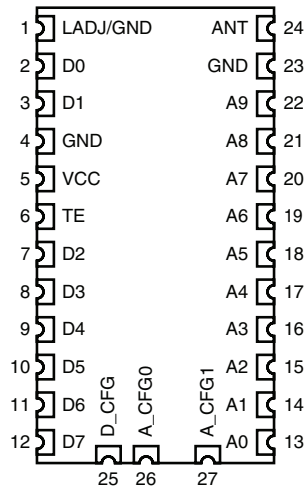 1 LADJ/GND ANT 24
2 D0 GND 23
3 D1 A9 22
4 GND A8 21
5 VCC A7 20
6 TE A6 19
7 D2 A5 18
8 D3 A4 17
9 D4 A3 16
10 D5 A2 15
11 D6 A1 14
12 D7 A0 13
D_CFG A_CFG0 A_CFG1
25 26 27